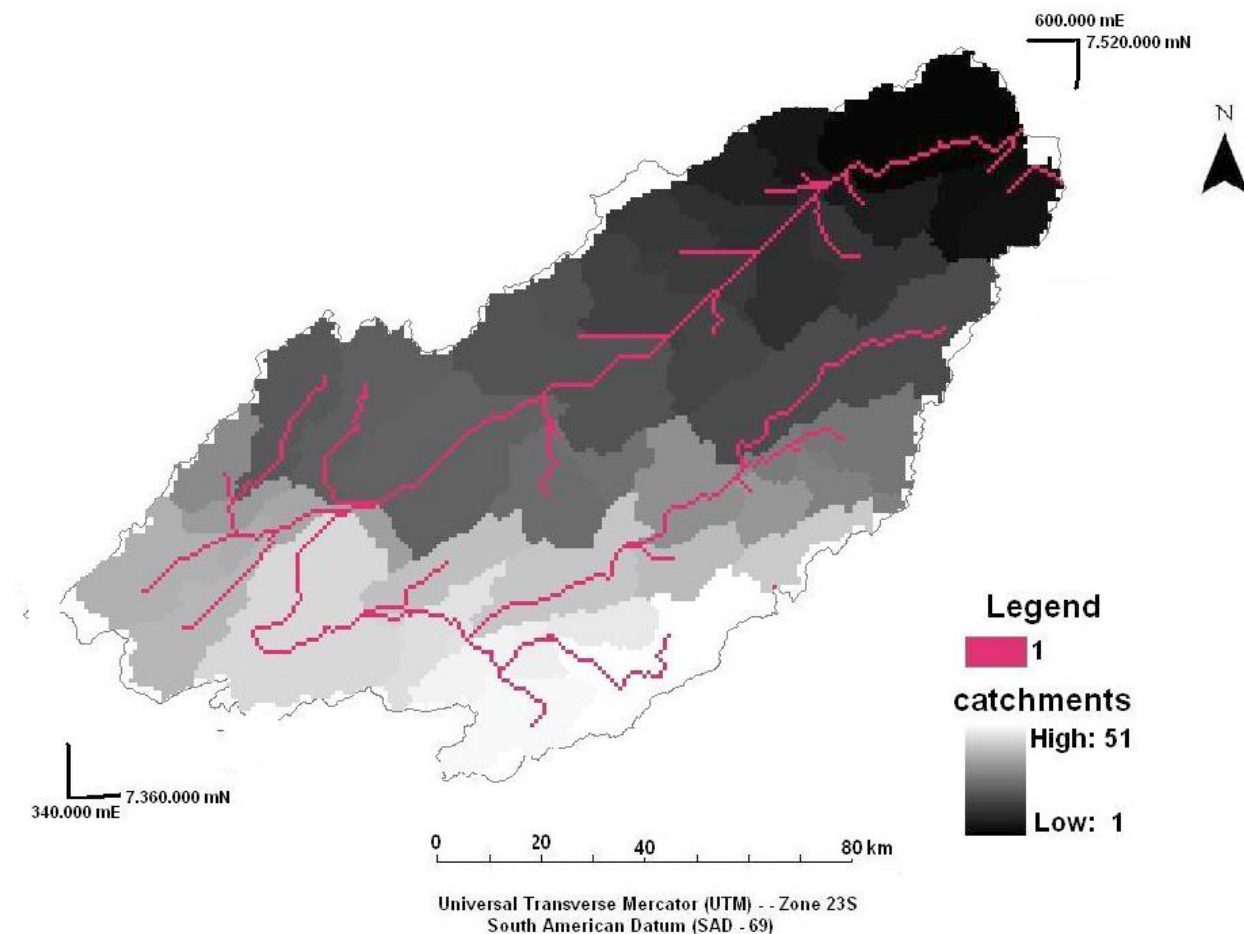 600.000 mE
7.520.000 mN
N
Legend
1
catchments
High: 51
Low: 1
7.360.000 mN
340.000 mE
0 20 40 80 km
Universal Transverse Mercator (UTM) - - Zone 23S
South American Datum (SAD - 69)